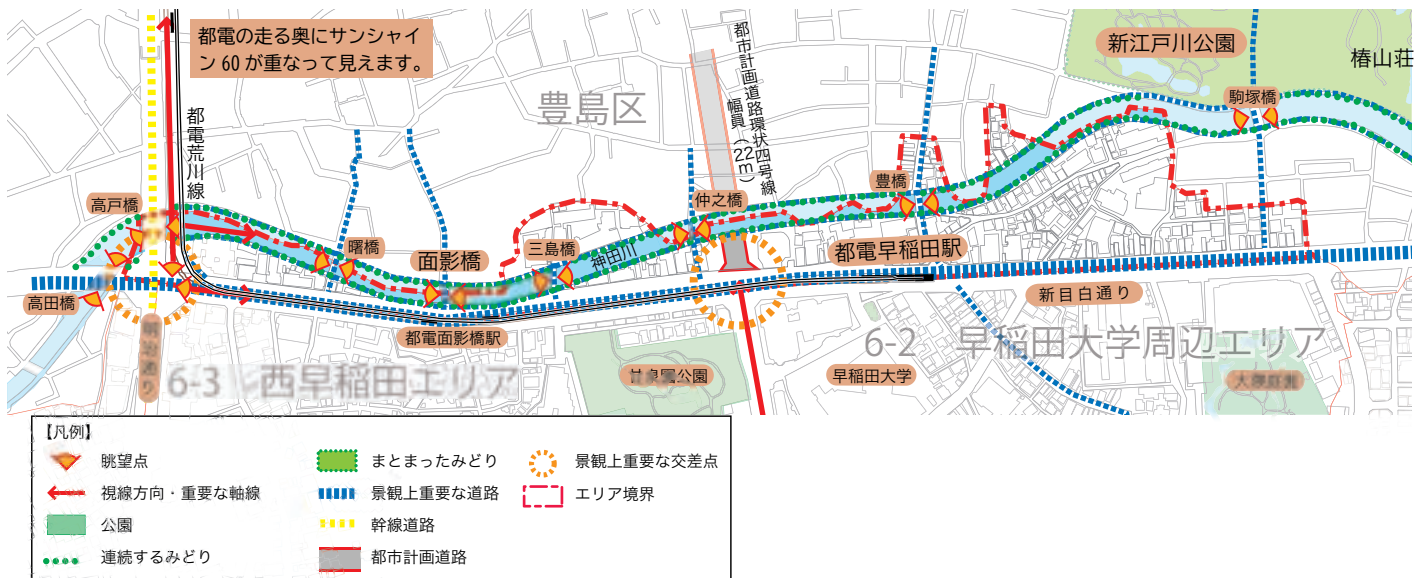 都電の走る奥にサンシャイ
ン60が重なって見えます。
都電荒川線
豊島区
都市計画道路環状四号線
幅員（22m）
新江戸川公園
椿山荘
駒塚橋
高戸橋
曙橋
面影橋
三島橋
神田川
仲之橋
豊橋
都電早稲田駅
高田橋
新目白通り
都電面影橋駅
明治通り
6-3 西早稲田エリア
甘泉園公園
早稲田大学
6-2 早稲田大学周辺エリア
【凡例】
眺望点
まとまったみどり
景観上重要な交差点
視線方向・重要な軸線
景観上重要な道路
エリア境界
公園
幹線道路
連続するみどり
都市計画道路